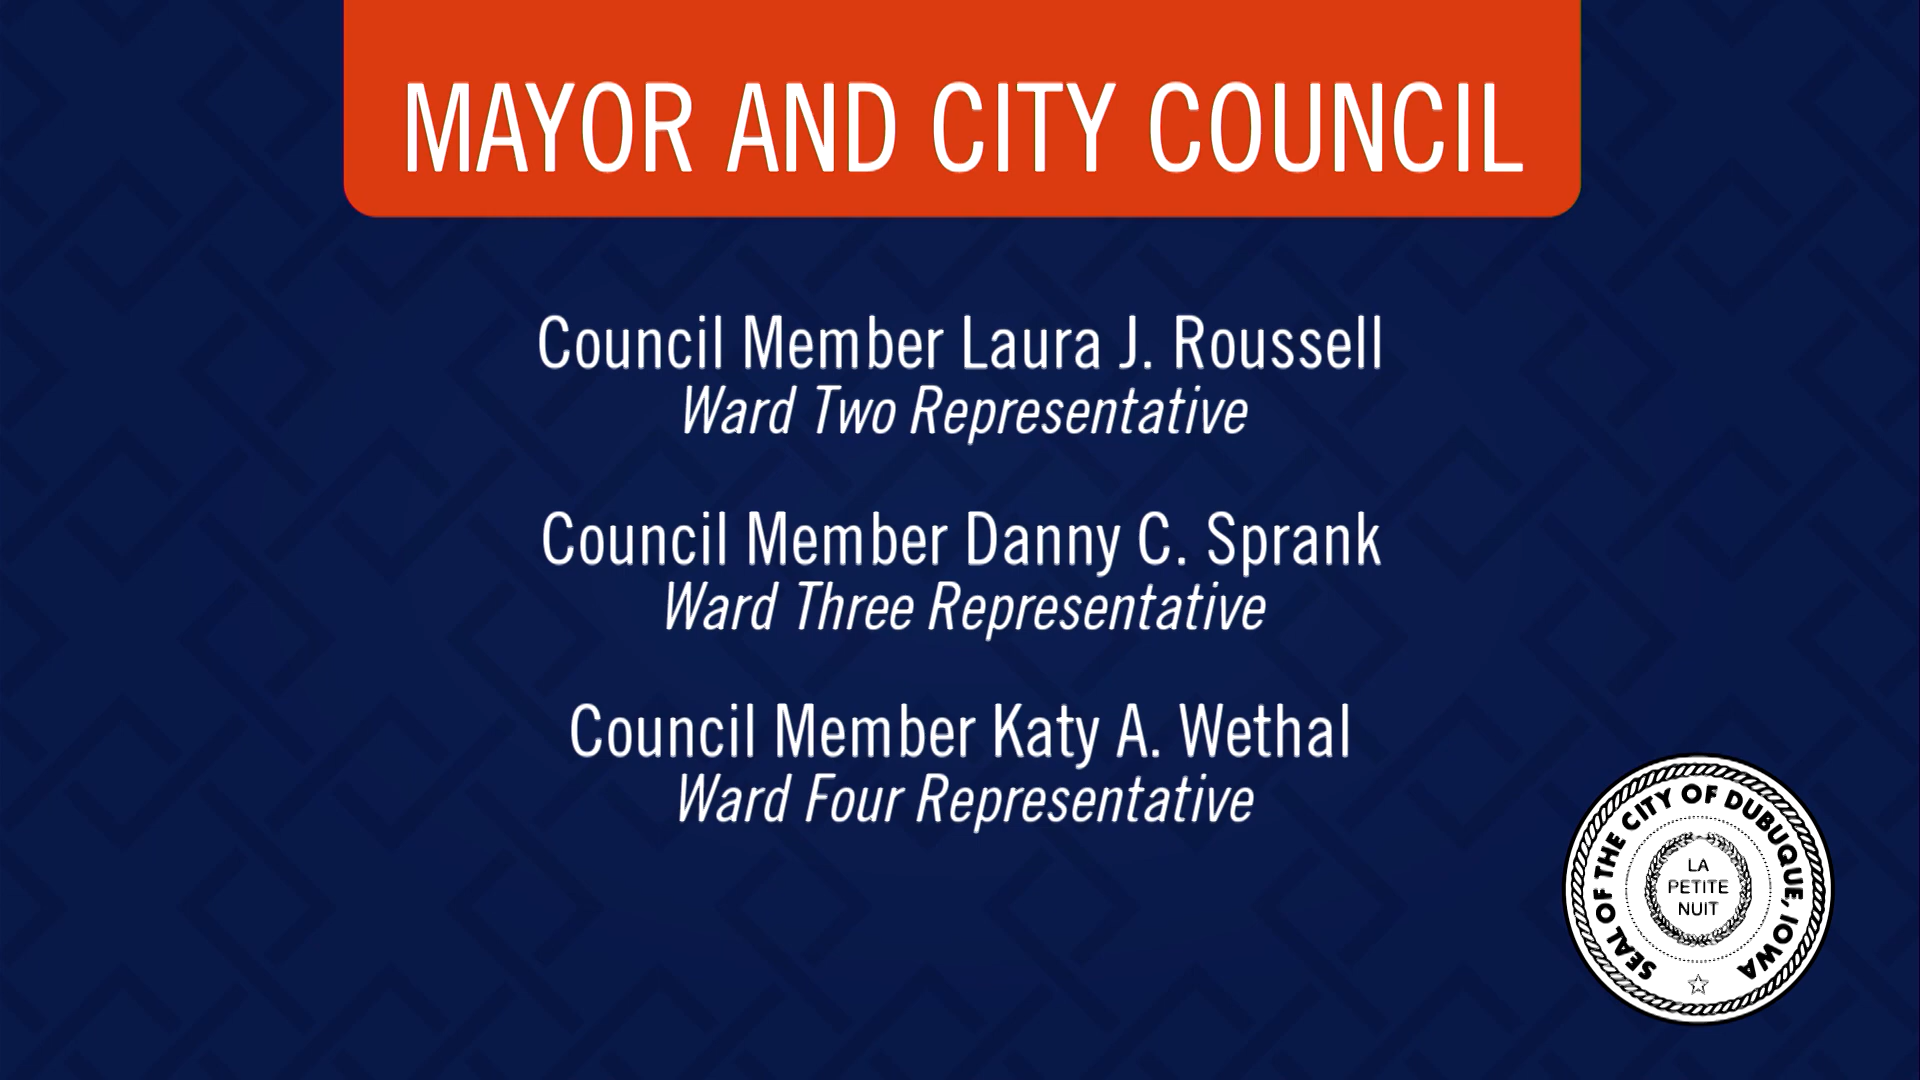 MAYOR AND CITY COUNCIL
Council Member Laura J. Roussell
Ward Two Representative
Council Member Danny C. Sprank
Ward Three Representative
Council Member Katy A. Wethal
Ward Four Representative
SEAL OF THE CITY OF DUBUQUE, IOWA
LA
PETITE
NUIT